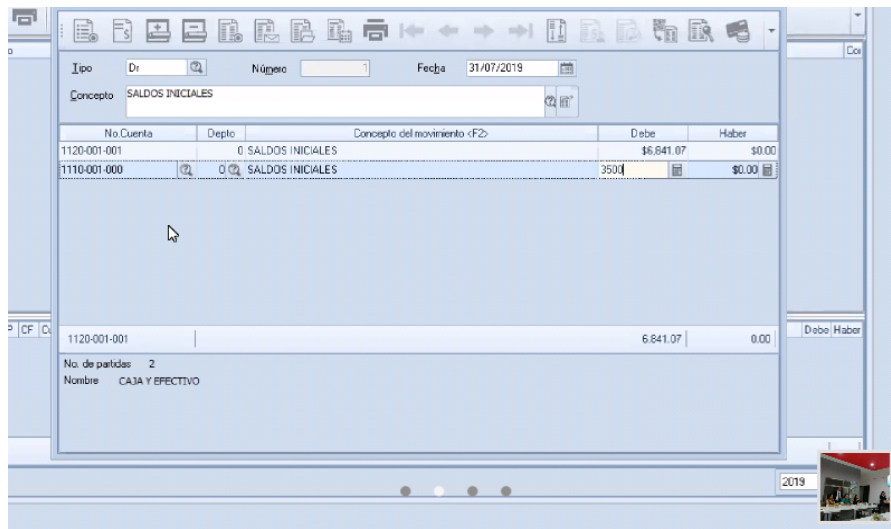 Tipo Dr Número 1 Fecha 31/07/2019
Concepto SALDOS INICIALES
No.Cuenta Depto Concepto del movimiento <F2> Debe Haber
1120-001-001 0 SALDOS INICIALES $6,841.07 $0.00
1110-001-000 0 SALDOS INICIALES 3500 $0.00
P CF Debe Haber
1120-001-001 6.841.07 0.00
No. de partidas 2
Nombre CAJA Y EFECTIVO
2019